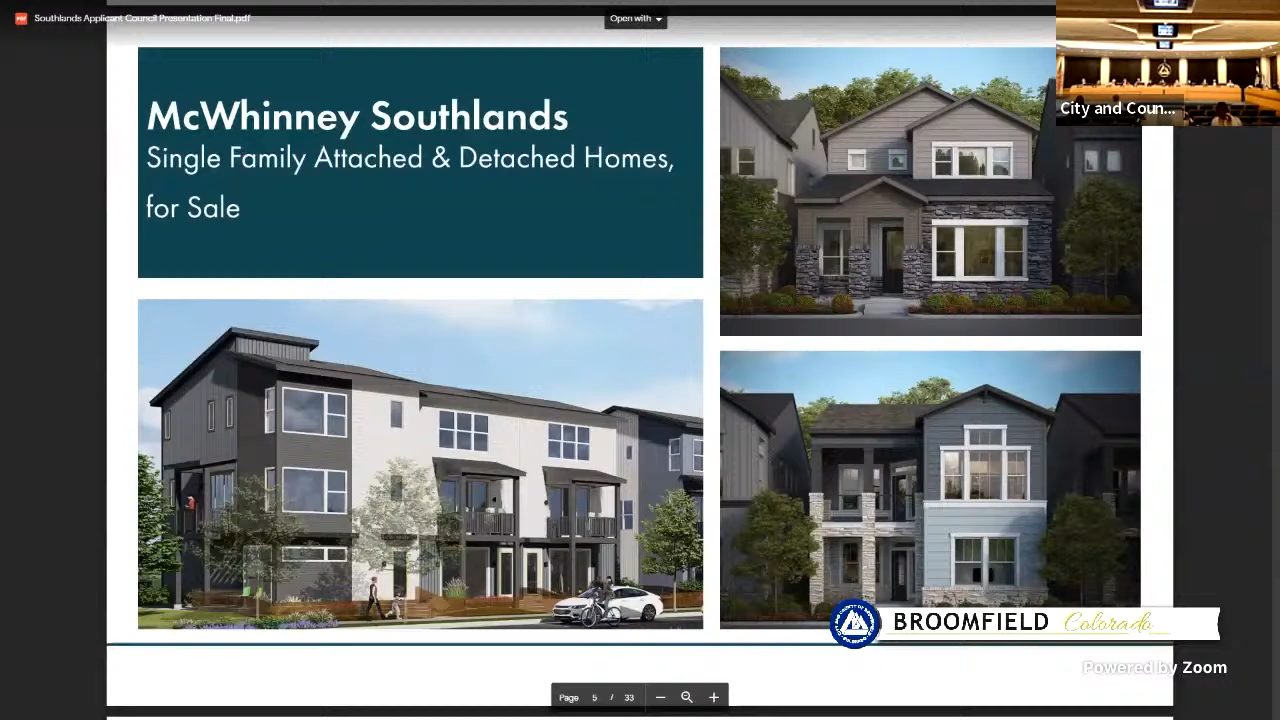 Southlands Applicant Council Presentation Final.pdf
Open with
City and Coun...
McWhinney Southlands
Single Family Attached & Detached Homes,
for Sale
BROOMFIELD Colorado
Powered by Zoom
Page 5 / 33